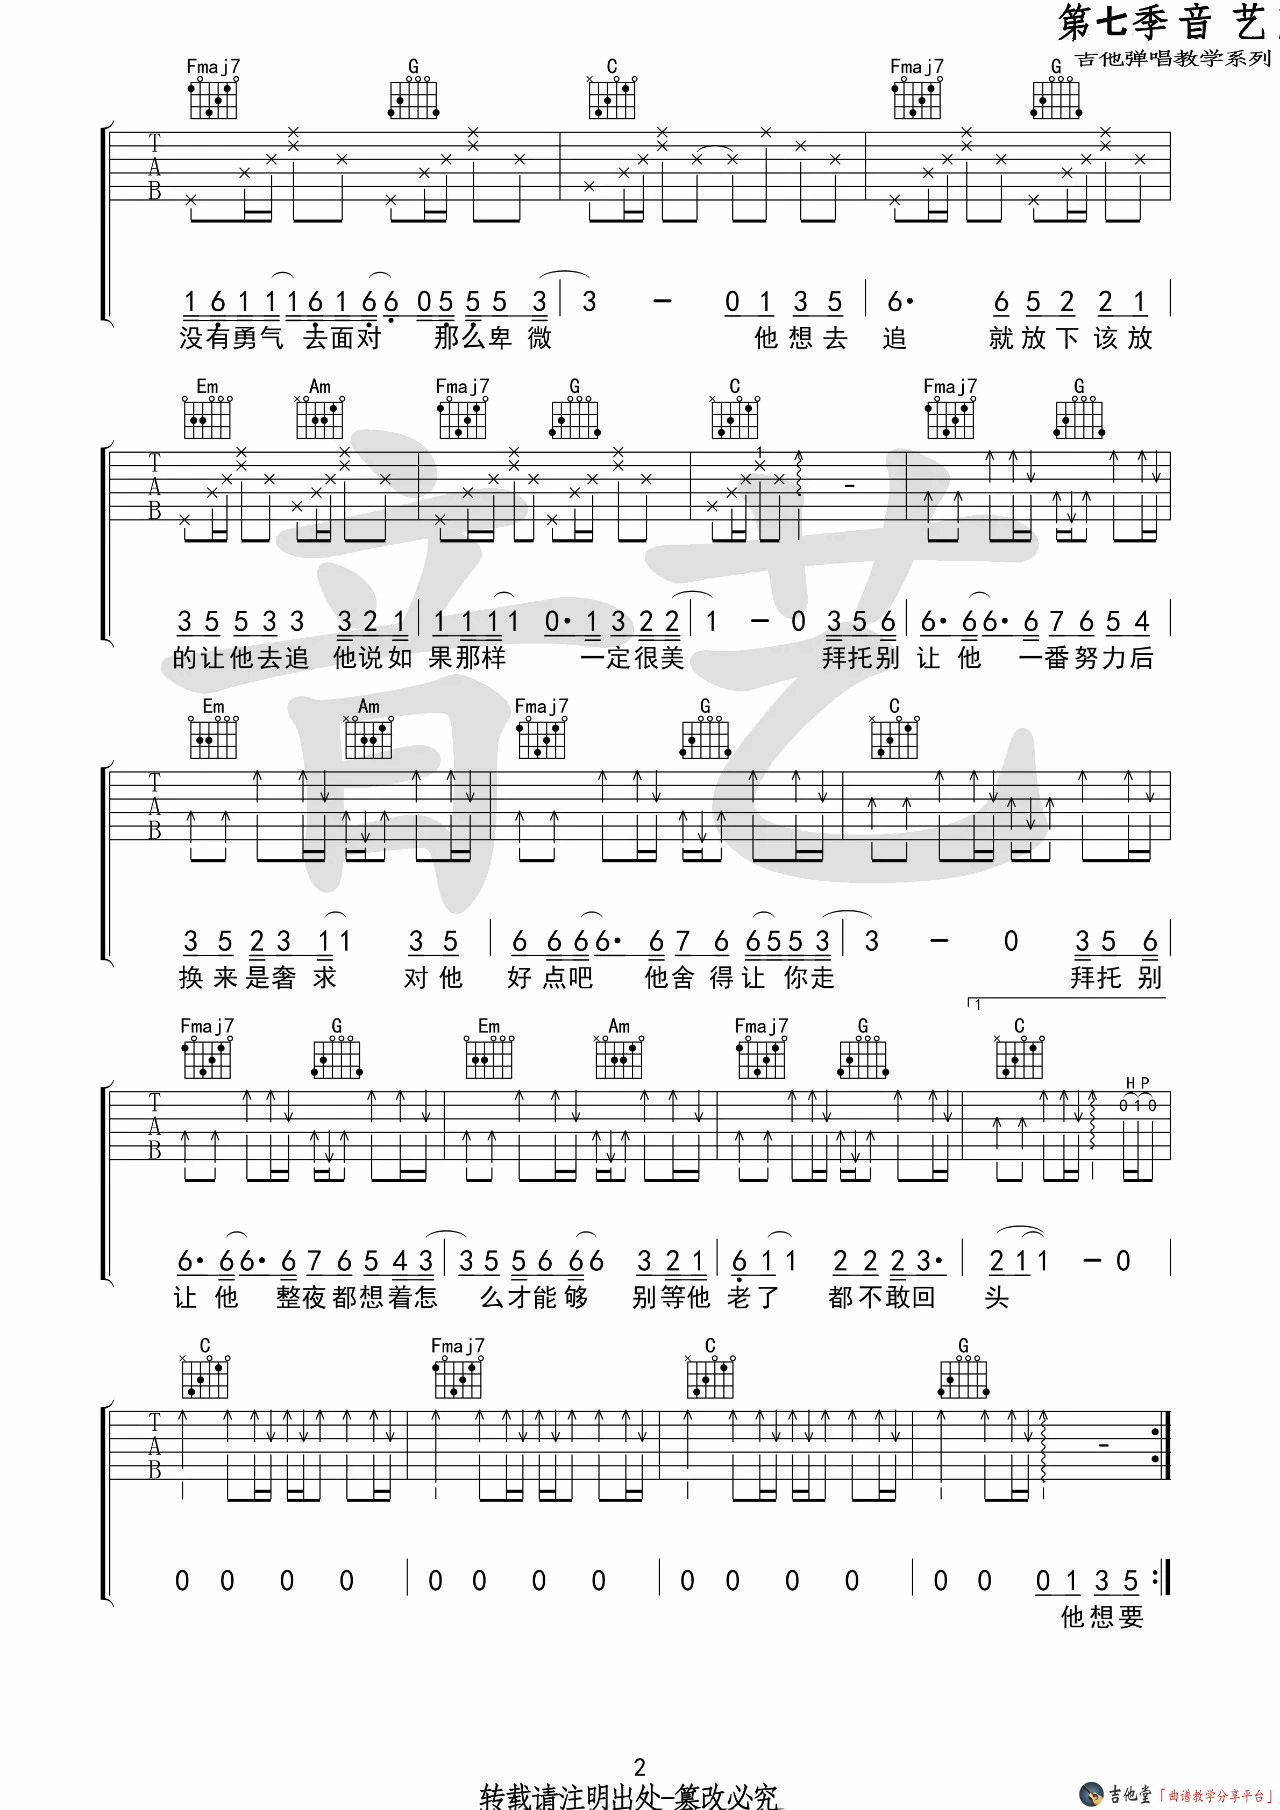 第七季音 艺
吉他弹唱教学系列
Fmaj7 G C Fmaj7 G
T
A
B
1 6 1 1 1 6 1 6 6 0 5 5 5 3 3 - 0 1 3 5 6· 6 5 2 2 1
没有勇气 去面对 那么卑微 他想去 追 就放下该放
Em Am Fmaj7 G C Fmaj7 G
T
A
B
1
3 5 5 3 3 3 2 1 1 1 1 1 0· 1 3 2 2 1 - 0 3 5 6 6· 6 6· 6 7 6 5 4
的让他去追 他说如 果那样 一定很美 拜托别 让他 一番努力后
Em Am Fmaj7 G C
T
A
B
3 5 2 3 1 1 3 5 6 6 6 6· 6 7 6 6 5 5 3 3 - 0 3 5 6
换来是奢求 对他 好点吧 他舍得让你走 拜托别
1
Fmaj7 G Em Am Fmaj7 G C
H P
T
A
B
0 1 0
6· 6 6· 6 7 6 5 4 3 3 5 5 6 6 6 3 2 1 6 1 1 2 2 2 3· 2 1 1 - 0
让他 整夜都想着怎 么才能够 别等他 老了 都不敢回 头
C Fmaj7 C G
T
A
B
0 0 0 0 0 0 0 0 0 0 0 0 0 0 0 1 3 5
他想要
2
转载请注明出处-篡改必究
吉他堂「曲谱教学分享平台」